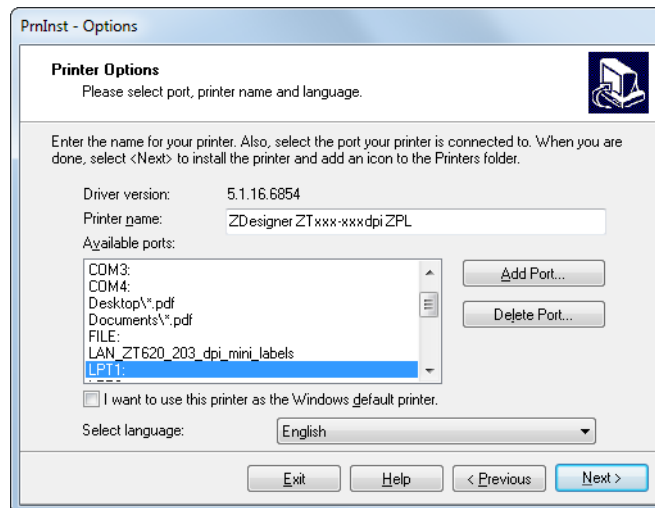 PrnInst - Options
Printer Options
Please select port, printer name and language.
Enter the name for your printer. Also, select the port your printer is connected to. When you are
done, select <Next> to install the printer and add an icon to the Printers folder.
Driver version: 5.1.16.6854
Printer name: ZDesigner ZTxxx-xxxdpi ZPL
Available ports:
COM3:
COM4:
Desktop\*.pdf
Documents\*.pdf
FILE:
LAN_ZT620_203_dpi_mini_labels
LPT1:
Add Port...
Delete Port...
I want to use this printer as the Windows default printer.
Select language: English
Exit Help < Previous Next >